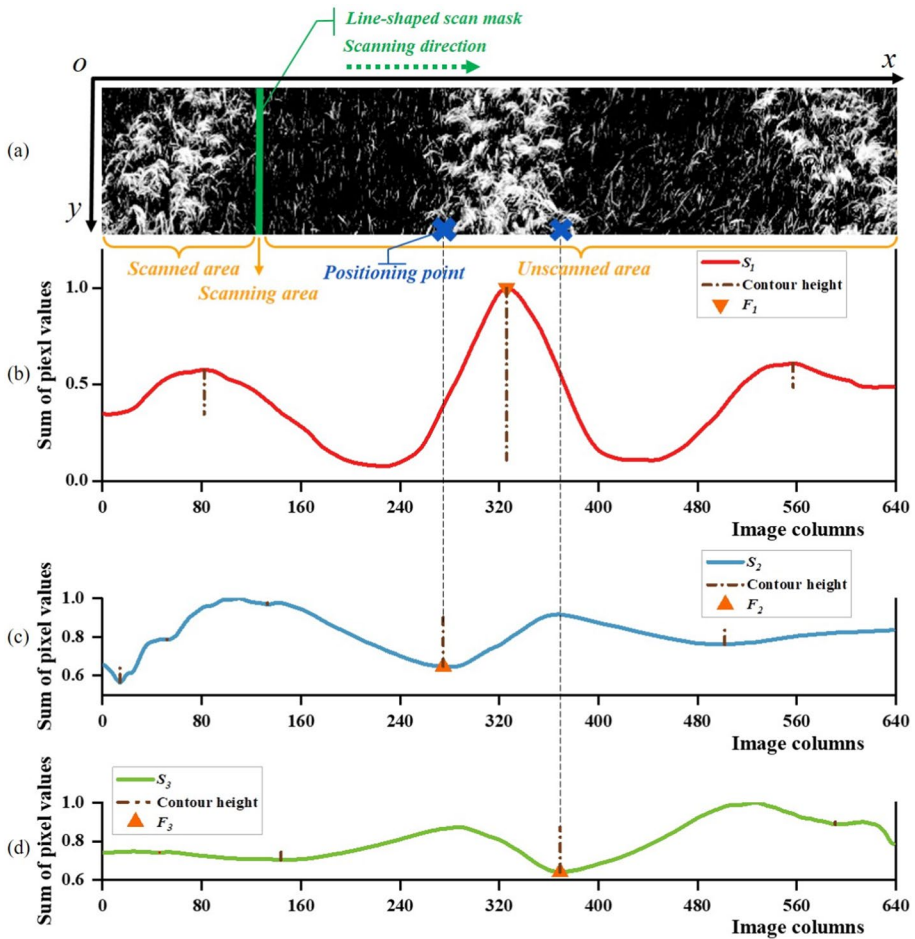 Line-shaped scan mask
Scanning direction
o
x
(a)
y
Scanned area
Positioning point
Unscanned area
Scanning area
S1
Contour height
F1
(b)
Sum of piexl values
1.0
0.5
0.0
0 80 160 240 320 400 480 560 640
Image columns
S2
Contour height
F2
(c)
Sum of pixel values
1.0
0.8
0.6
0 80 160 240 320 400 480 560 640
Image columns
S3
Contour height
F3
(d)
Sum of pixel values
1.0
0.8
0.6
0 80 160 240 320 400 480 560 640
Image columns